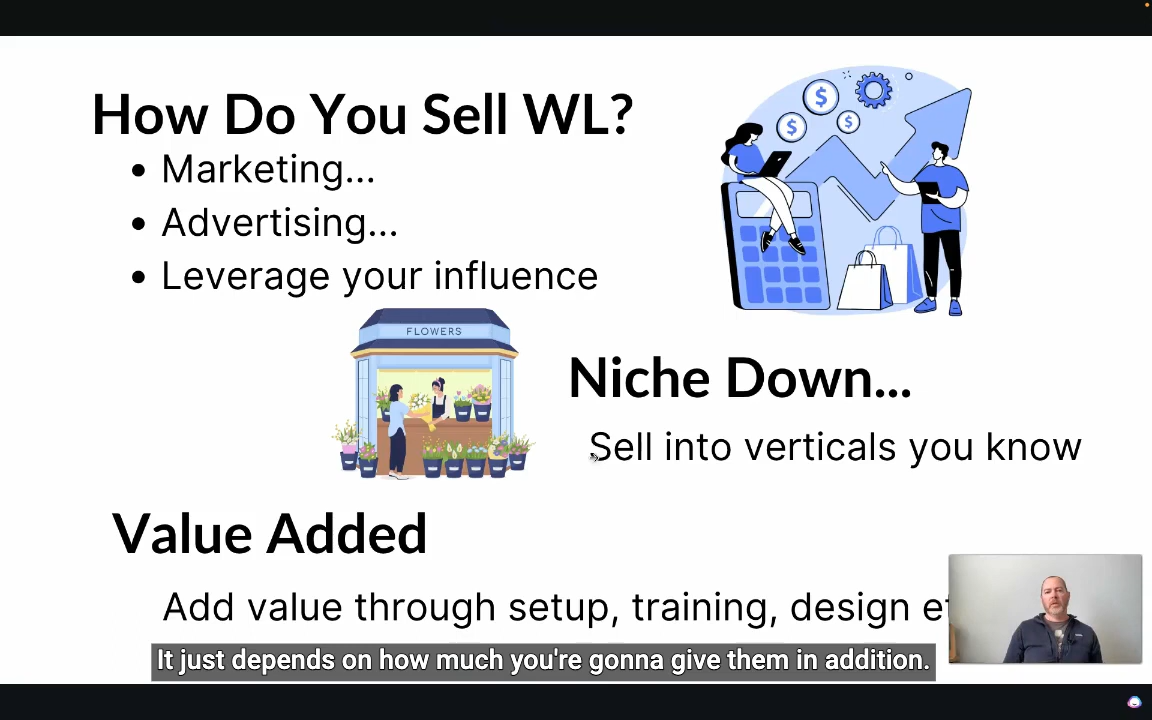 How Do You Sell WL?
• Marketing...
• Advertising...
• Leverage your influence
FLOWERS
Niche Down...
Sell into verticals you know
Value Added
Add value through setup, training, design
It just depends on how much you're gonna give them in addition.